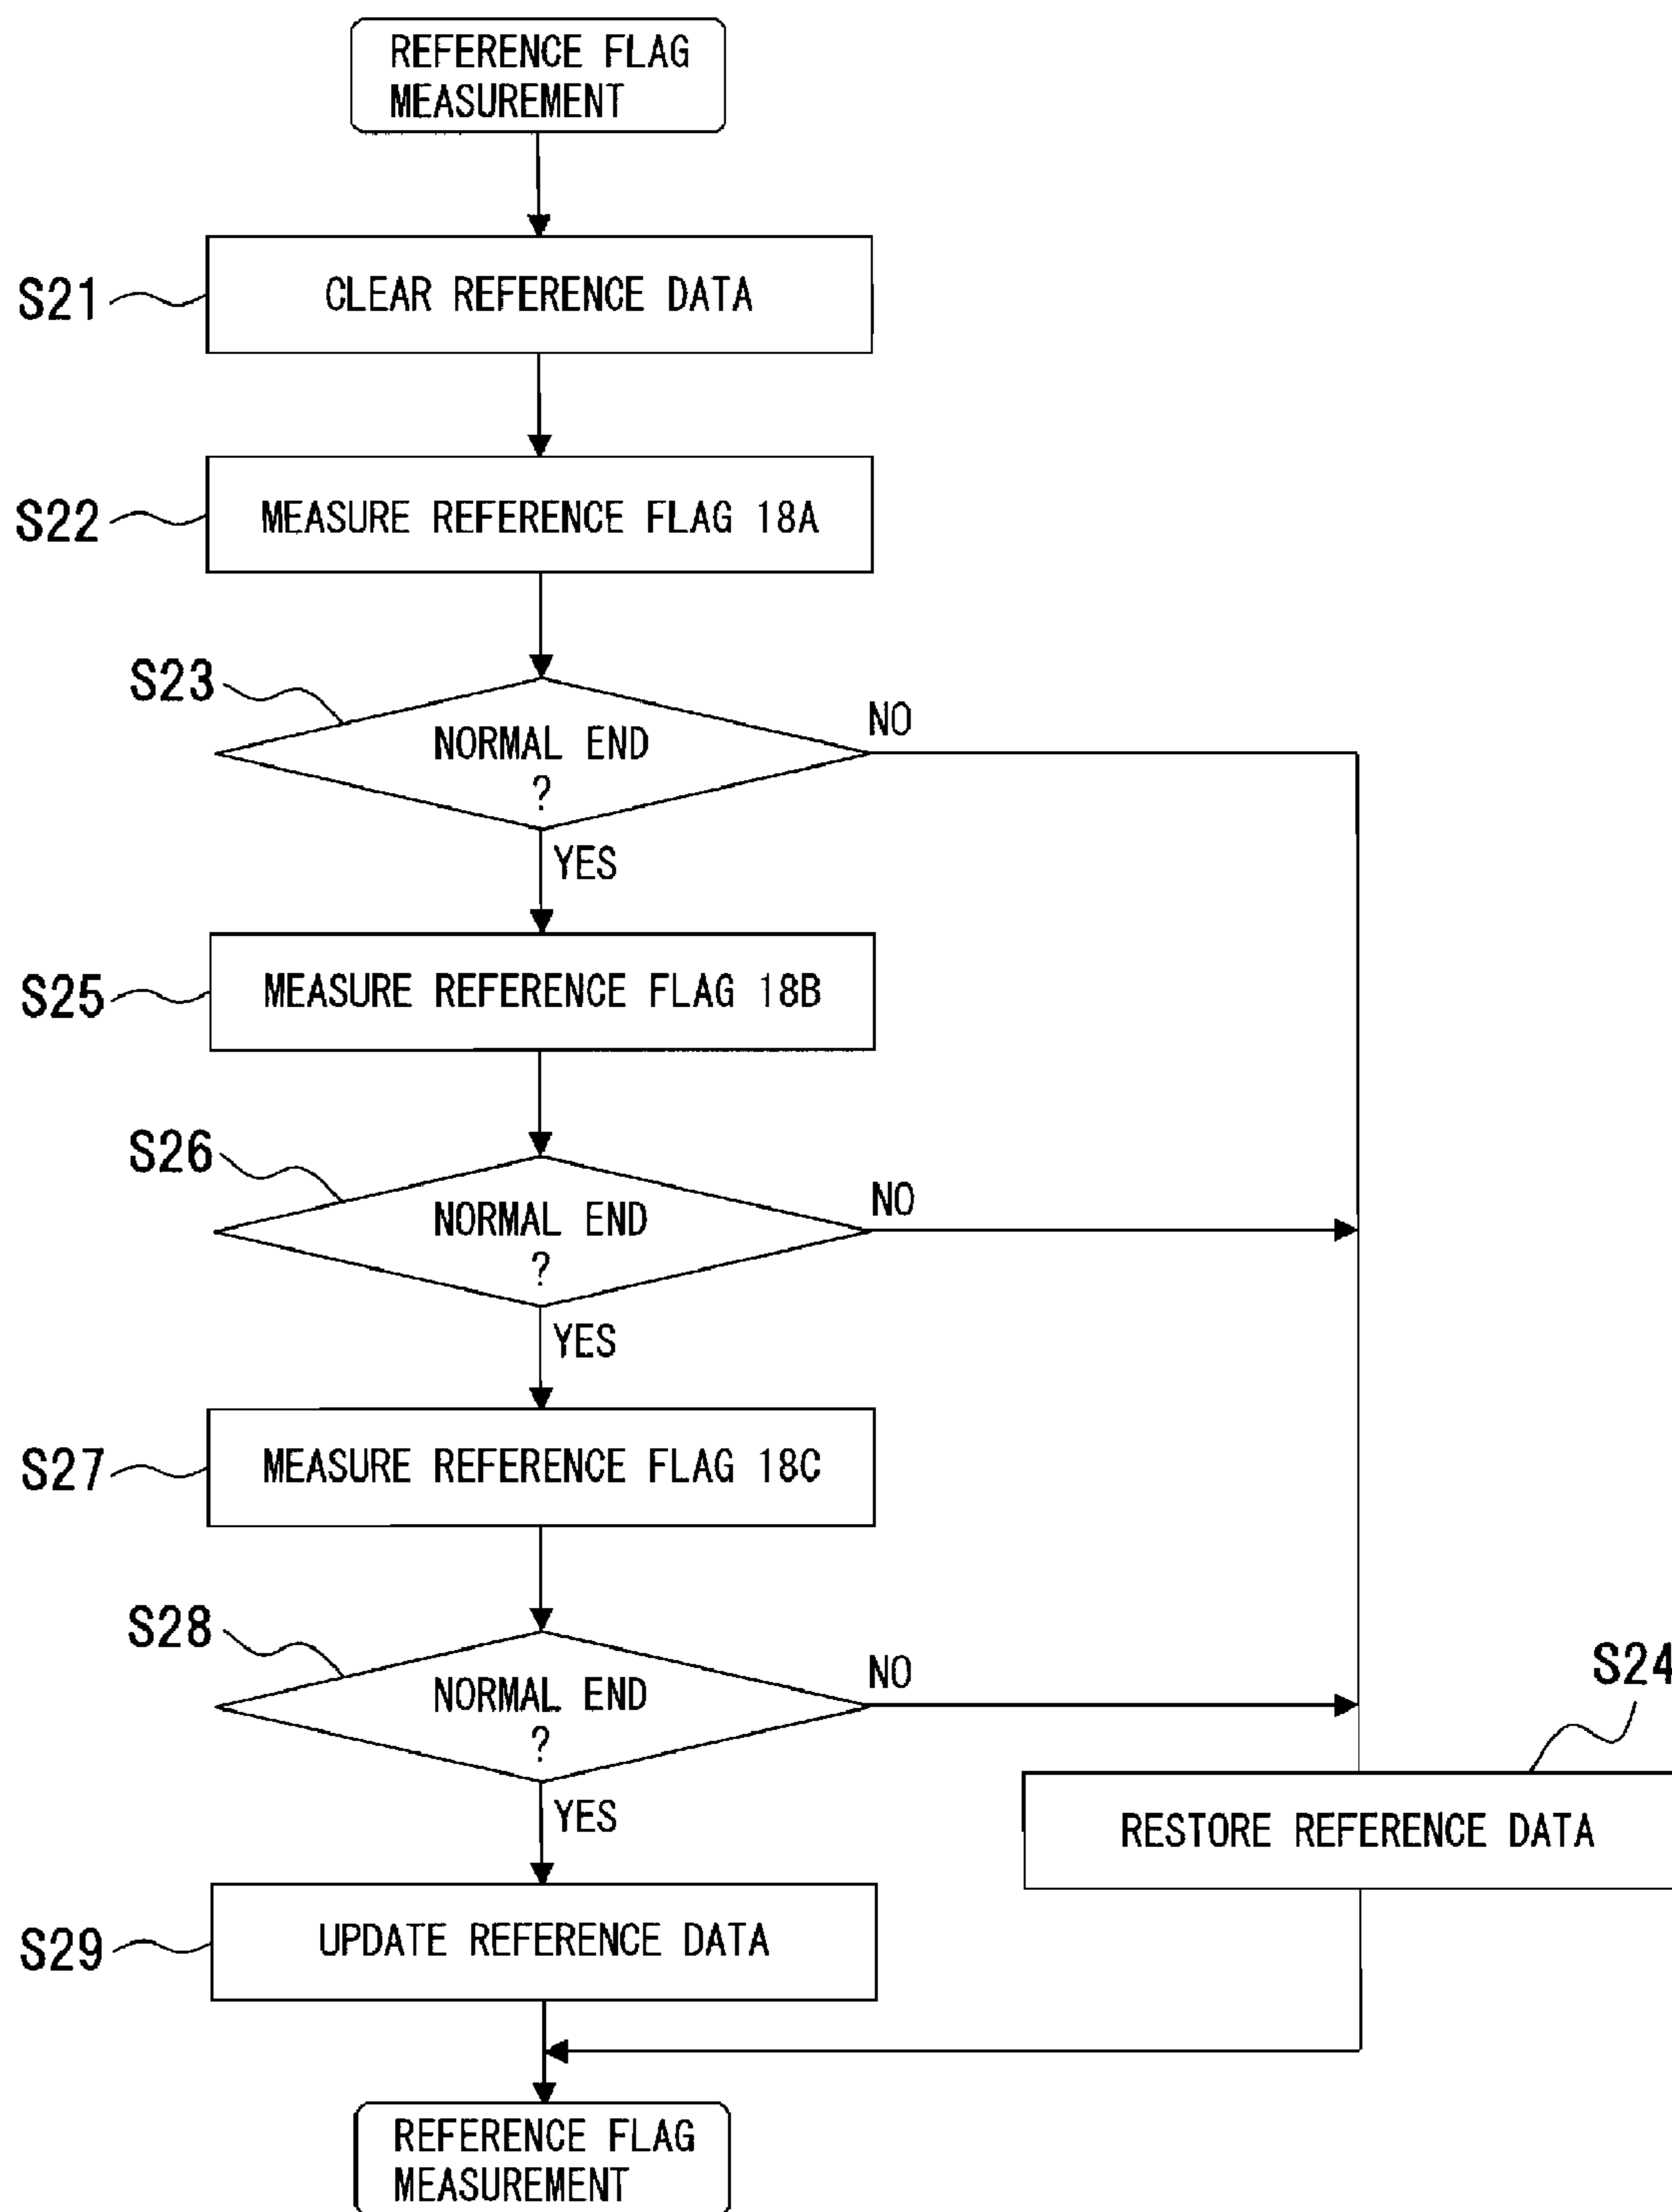 REFERENCE FLAG
MEASUREMENT
S21
CLEAR REFERENCE DATA
S22
MEASURE REFERENCE FLAG 18A
S23
NORMAL END
?
NO
YES
S25
MEASURE REFERENCE FLAG 18B
S26
NORMAL END
?
NO
YES
S27
MEASURE REFERENCE FLAG 18C
S28
NORMAL END
?
NO
YES
S24
RESTORE REFERENCE DATA
S29
UPDATE REFERENCE DATA
REFERENCE FLAG
MEASUREMENT